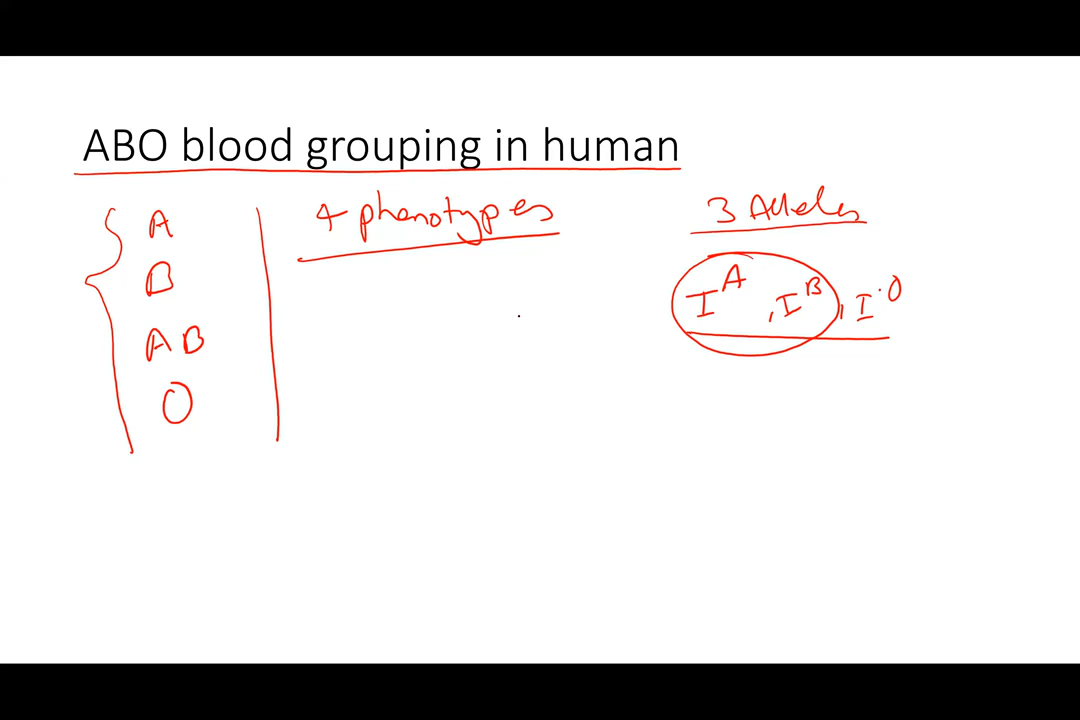 ABO blood grouping in human
A
B
AB
O
4 phenotypes
3 Alleles
I^A, I^B, I^O